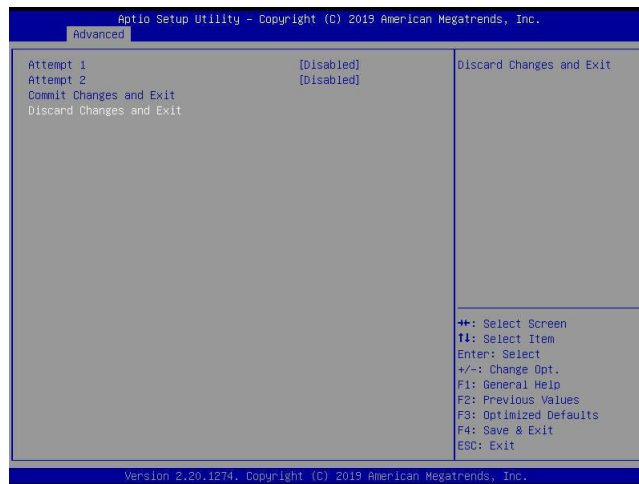 Aptio Setup Utility – Copyright (C) 2019 American Megatrends, Inc.
Advanced
Attempt 1 [Disabled]
Attempt 2 [Disabled]
Commit Changes and Exit
Discard Changes and Exit
Discard Changes and Exit
→←: Select Screen
↑↓: Select Item
Enter: Select
+/-: Change Opt.
F1: General Help
F2: Previous Values
F3: Optimized Defaults
F4: Save & Exit
ESC: Exit
Version 2.20.1274. Copyright (C) 2019 American Megatrends, Inc.